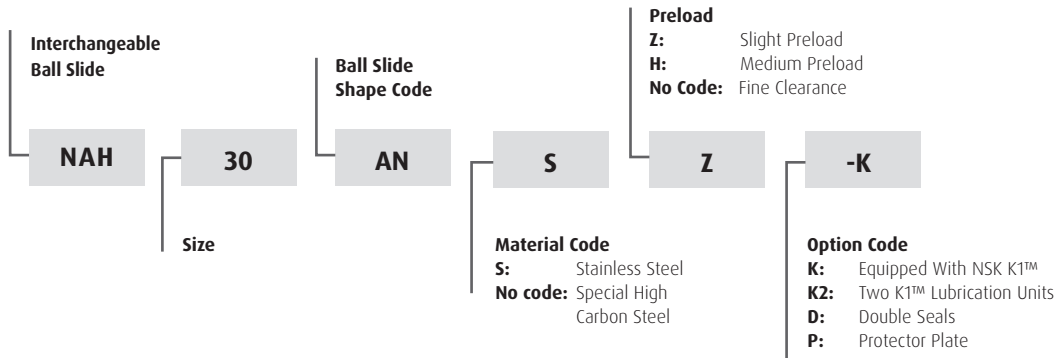 Interchangeable
Ball Slide
Ball Slide
Shape Code
Preload
Z: Slight Preload
H: Medium Preload
No Code: Fine Clearance
NAH 30 AN S Z -K
Size
Material Code
S: Stainless Steel
No code: Special High
Carbon Steel
Option Code
K: Equipped With NSK K1™
K2: Two K1™ Lubrication Units
D: Double Seals
P: Protector Plate